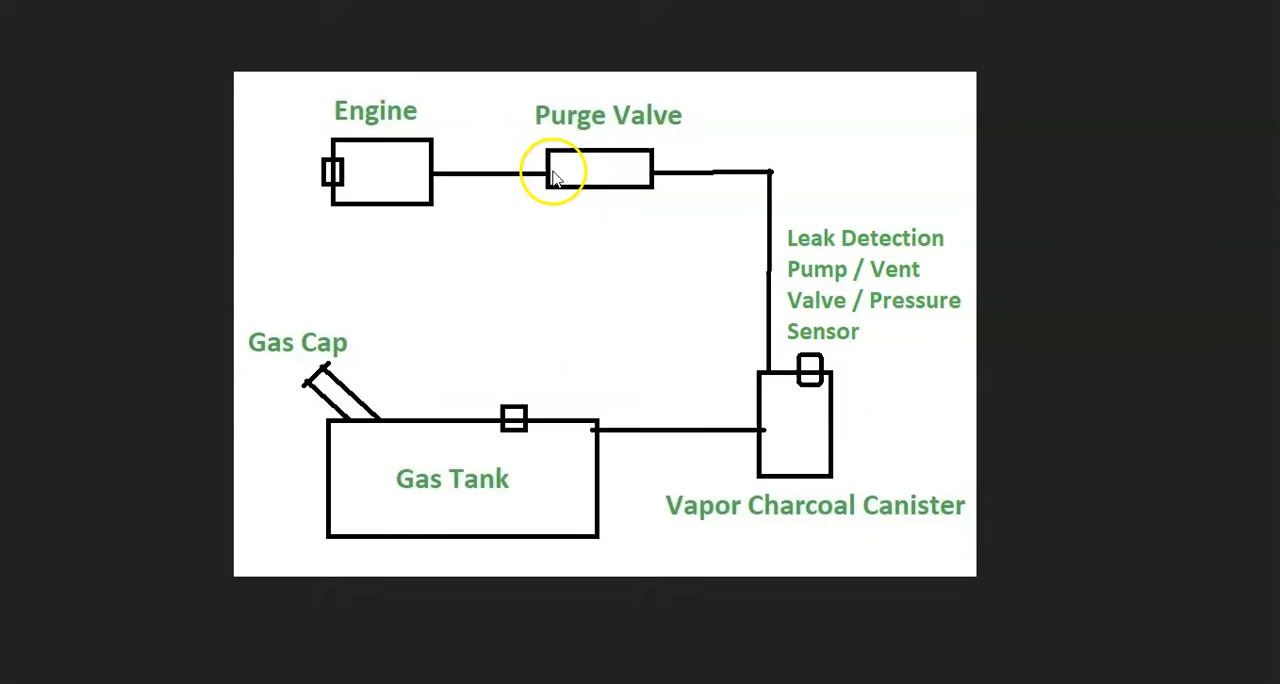 Engine
Purge Valve
Leak Detection
Pump / Vent
Valve / Pressure
Sensor
Gas Cap
Gas Tank
Vapor Charcoal Canister